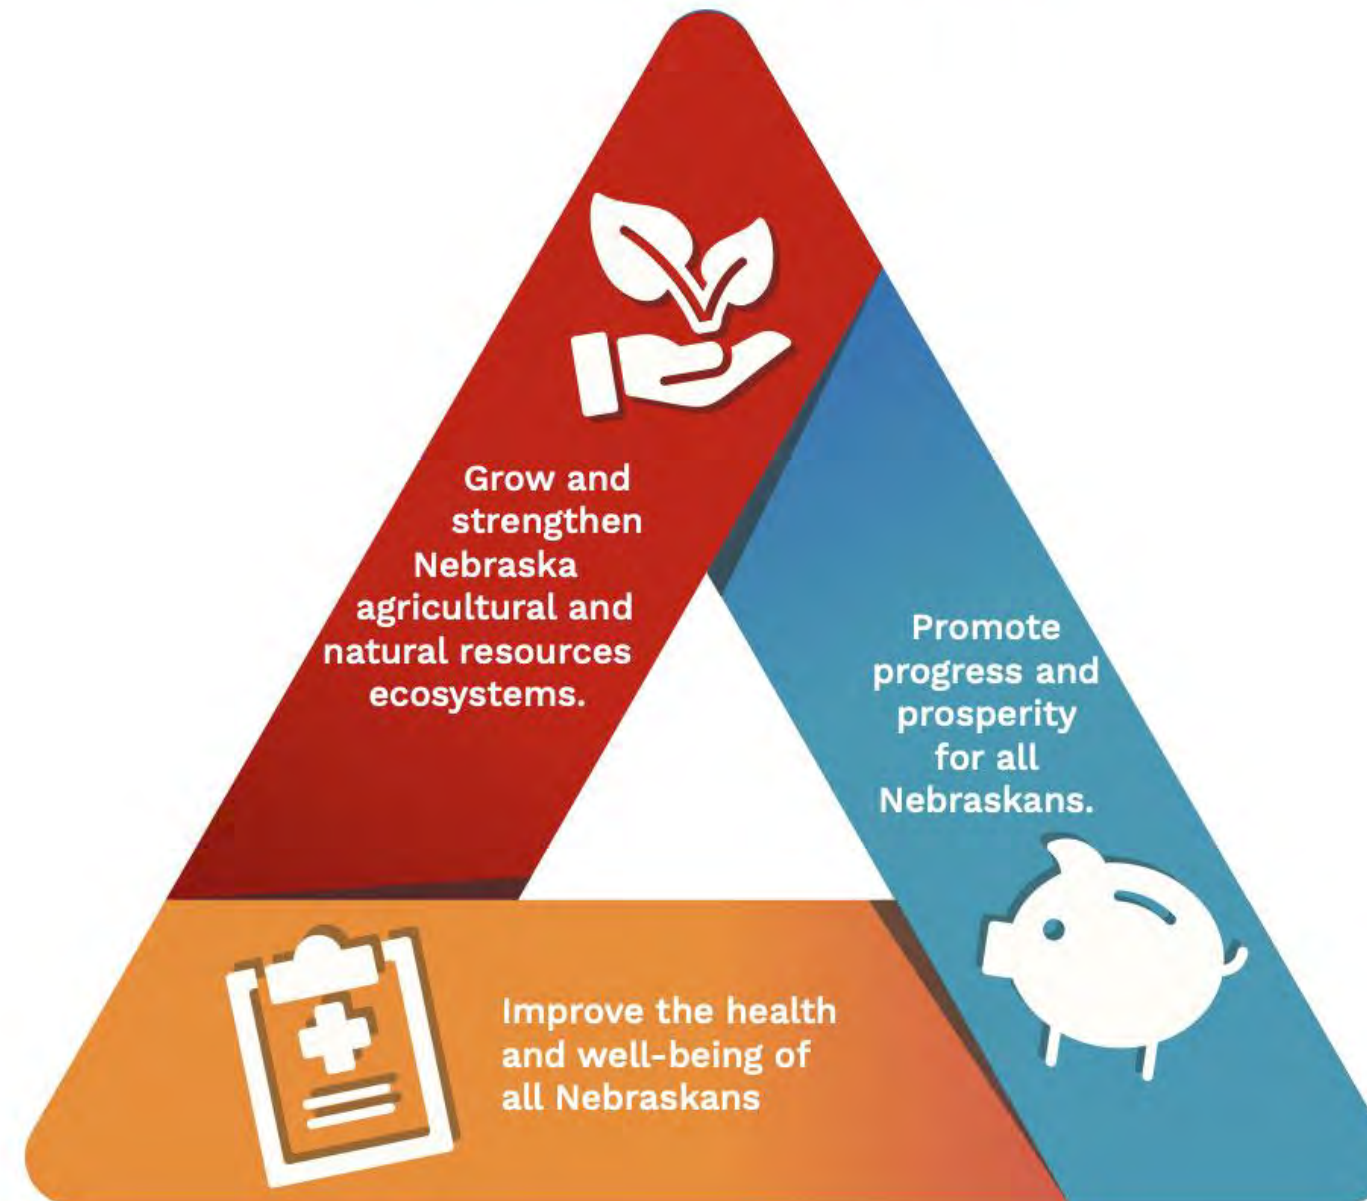 Grow and
strengthen
Nebraska
agricultural and
natural resources
ecosystems.
Promote
progress and
prosperity
for all
Nebraskans.
Improve the health
and well-being of
all Nebraskans